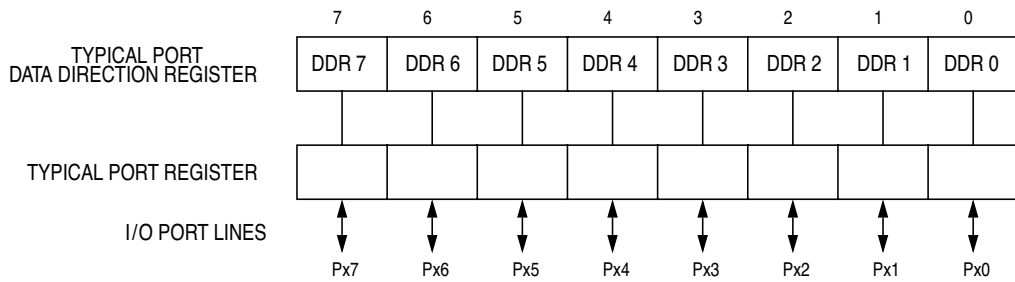 7 6 5 4 3 2 1 0
TYPICAL PORT
DATA DIRECTION REGISTER
DDR 7 DDR 6 DDR 5 DDR 4 DDR 3 DDR 2 DDR 1 DDR 0
TYPICAL PORT REGISTER
I/O PORT LINES
Px7 Px6 Px5 Px4 Px3 Px2 Px1 Px0